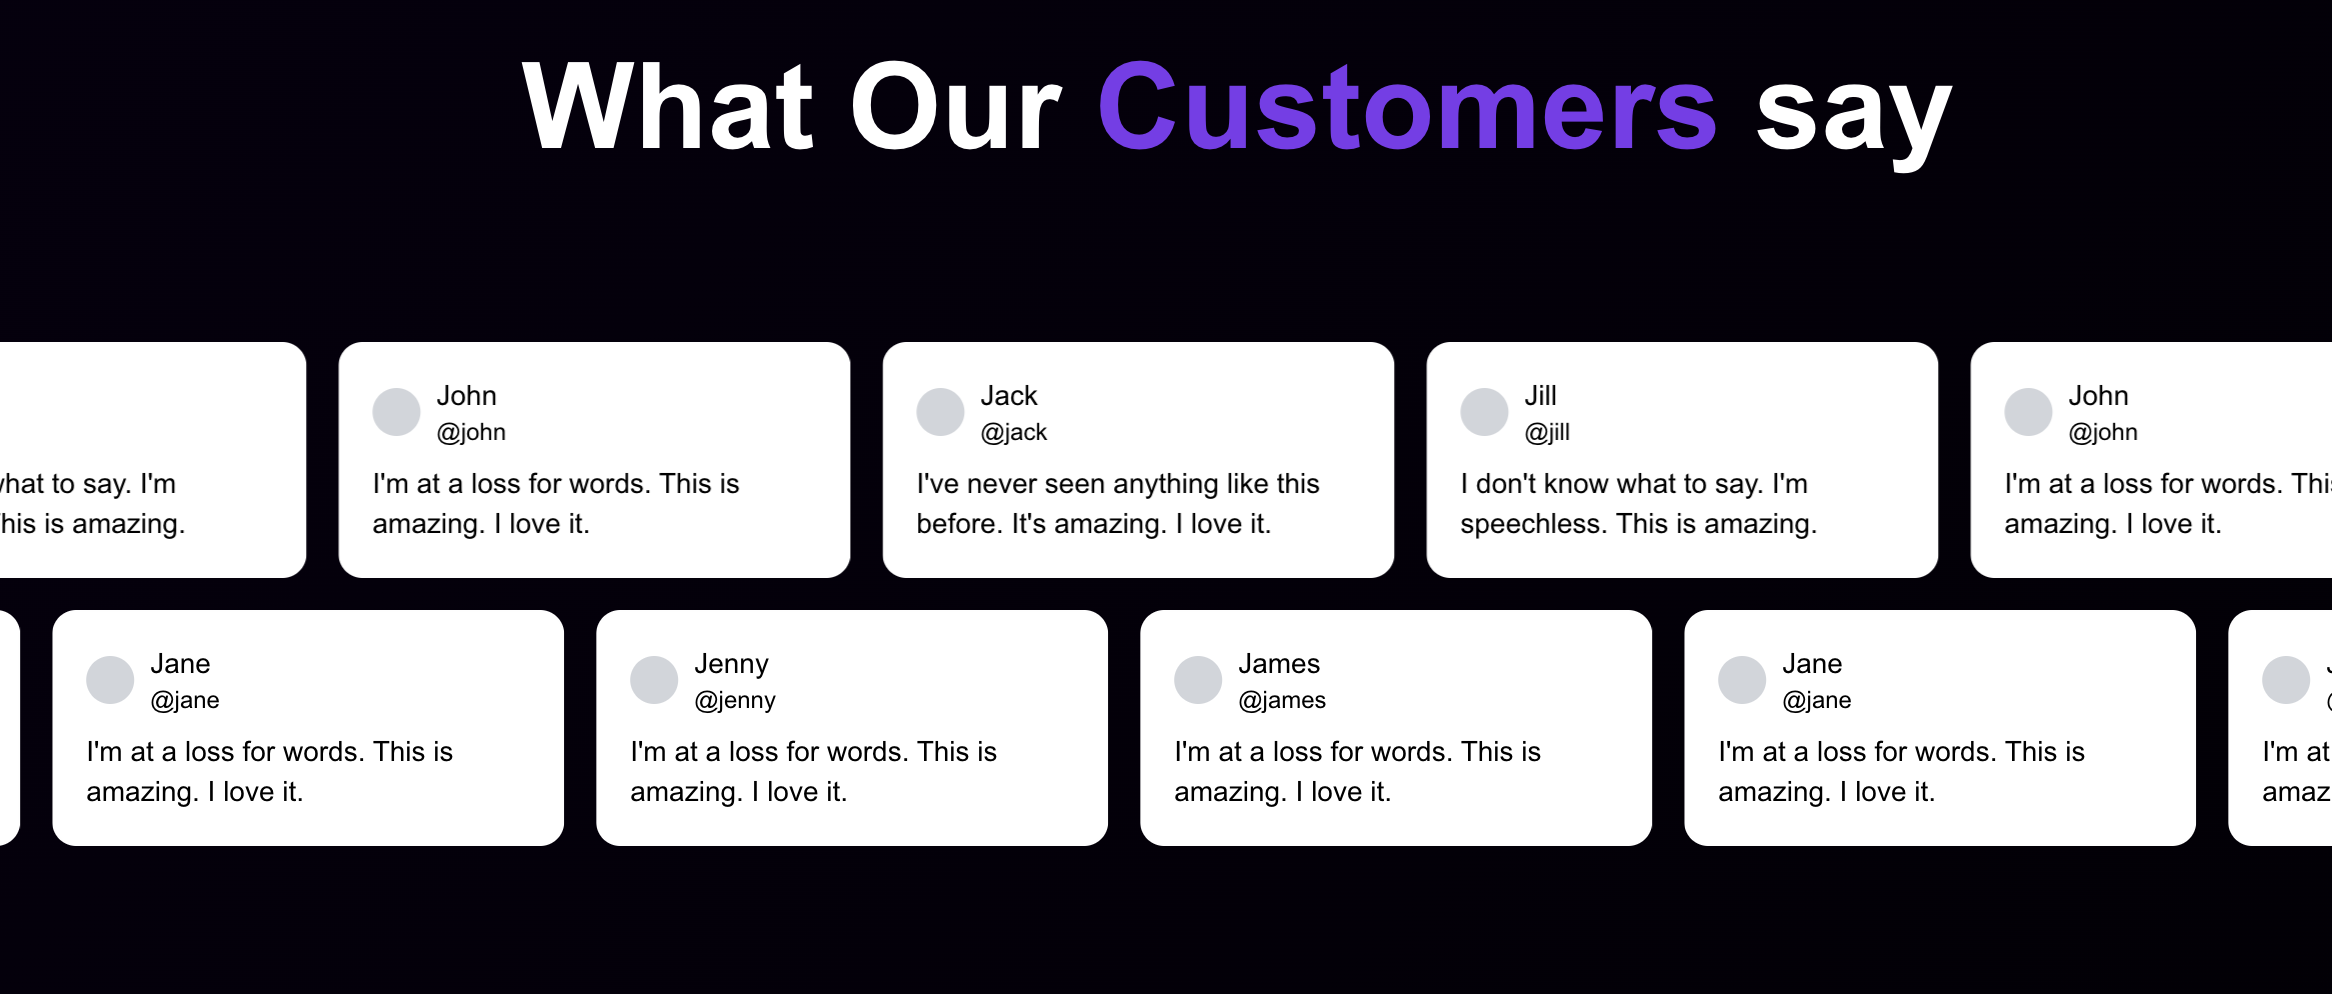 What Our Customers say
what to say. I'm
This is amazing.
John
@john
I'm at a loss for words. This is
amazing. I love it.
Jack
@jack
I've never seen anything like this
before. It's amazing. I love it.
Jill
@jill
I don't know what to say. I'm
speechless. This is amazing.
John
@john
I'm at a loss for words. This
amazing. I love it.
Jane
@jane
I'm at a loss for words. This is
amazing. I love it.
Jenny
@jenny
I'm at a loss for words. This is
amazing. I love it.
James
@james
I'm at a loss for words. This is
amazing. I love it.
Jane
@jane
I'm at a loss for words. This is
amazing. I love it.
I'm at
amaz